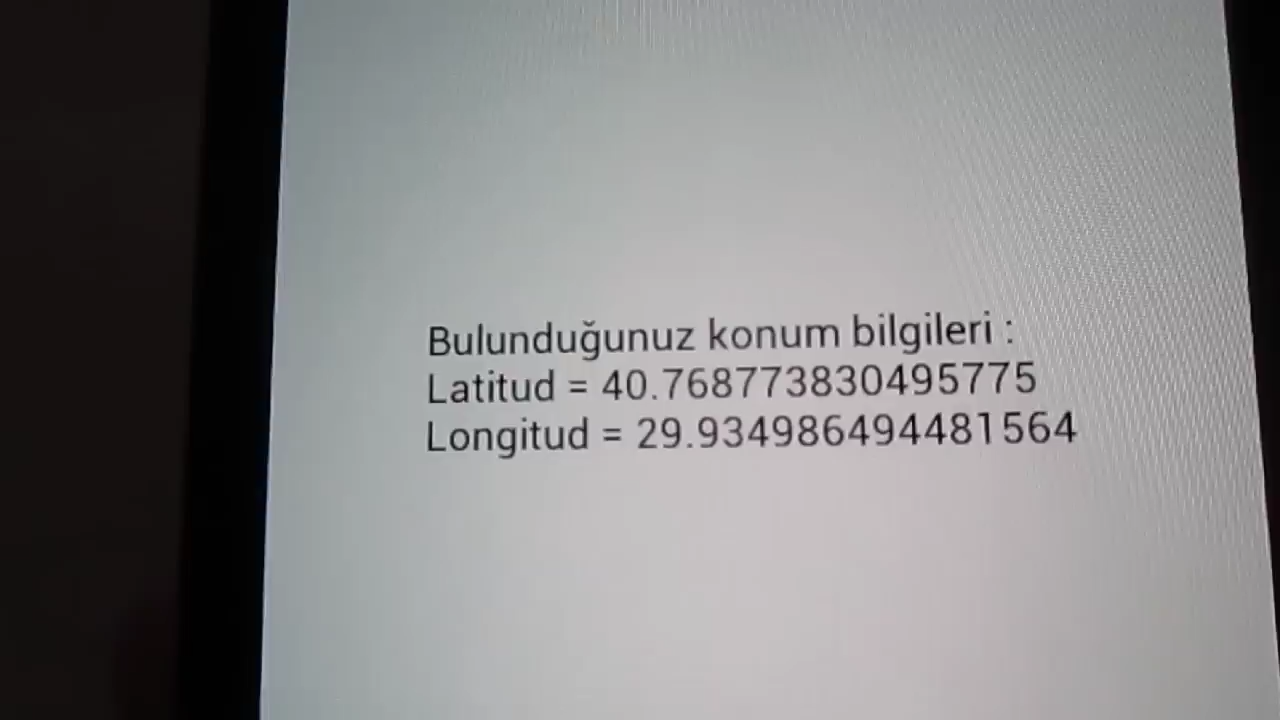 Bulunduğunuz konum bilgileri :
Latitud = 40.768773830495775
Longitud = 29.934986494481564